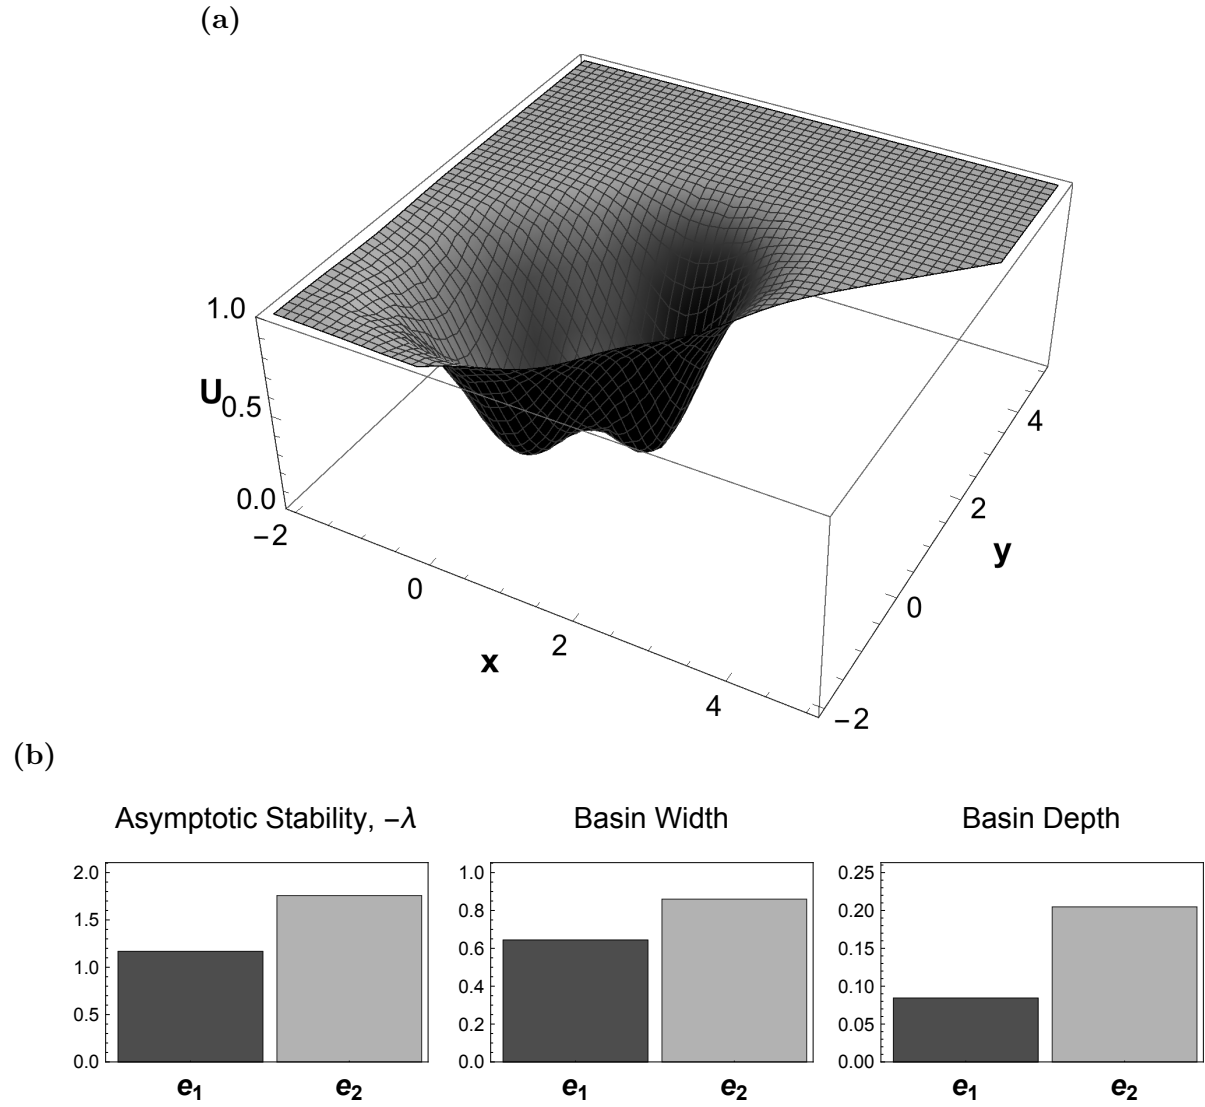 (a)
1.0
U
0.5
0.0
−2
0
2
4
x
−2
0
2
4
y
(b)
Asymptotic Stability, −λ
2.0
1.5
1.0
0.5
0.0
e1
e2
Basin Width
1.0
0.8
0.6
0.4
0.2
0.0
e1
e2
Basin Depth
0.25
0.20
0.15
0.10
0.05
0.00
e1
e2